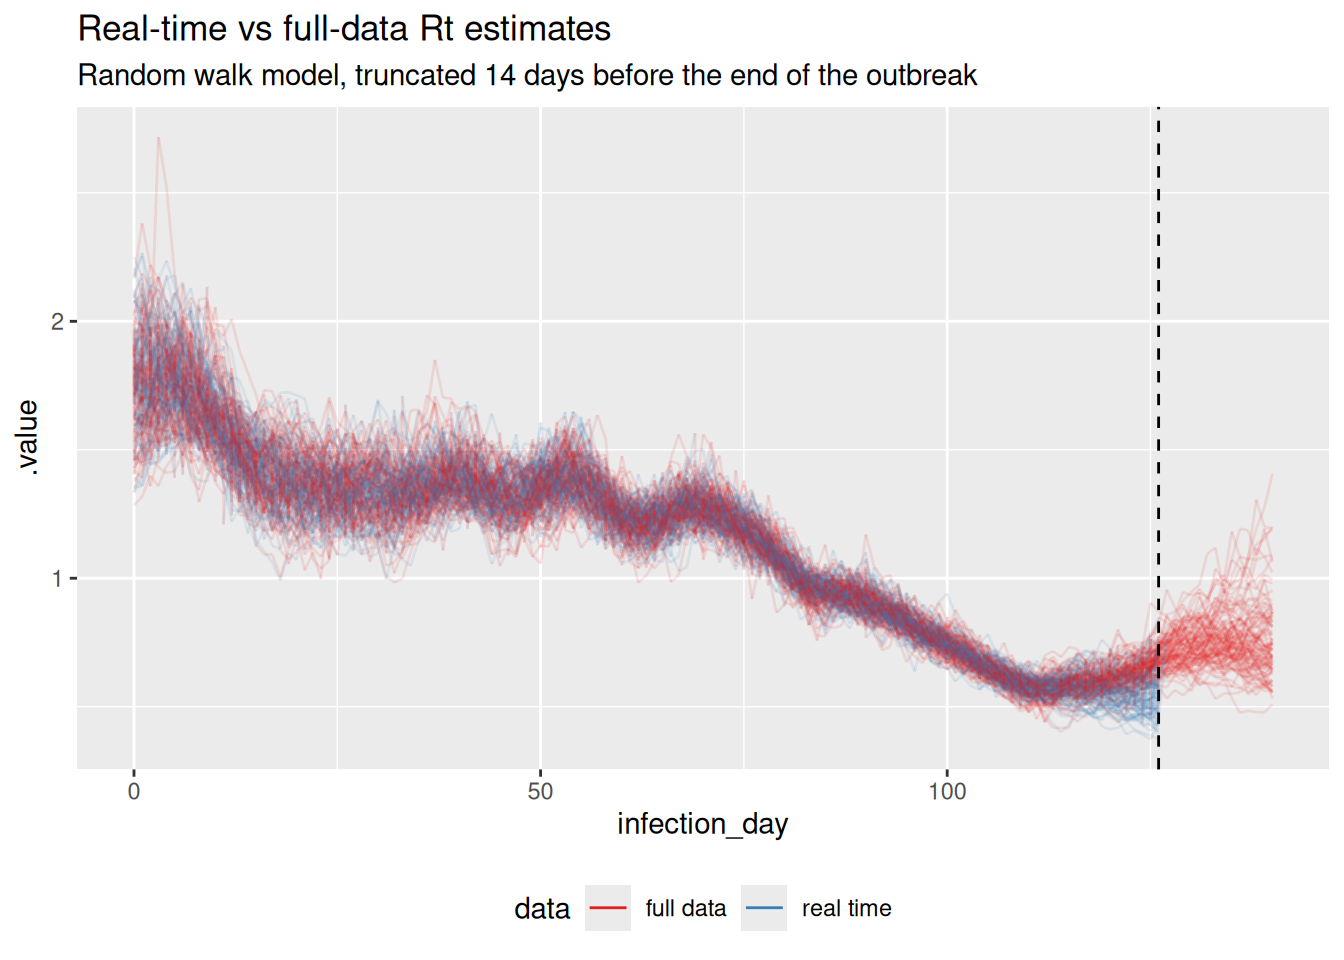 Real-time vs full-data Rt estimates
Random walk model, truncated 14 days before the end of the outbreak
.value
2
1
0
50
100
infection_day
data
full data
real time